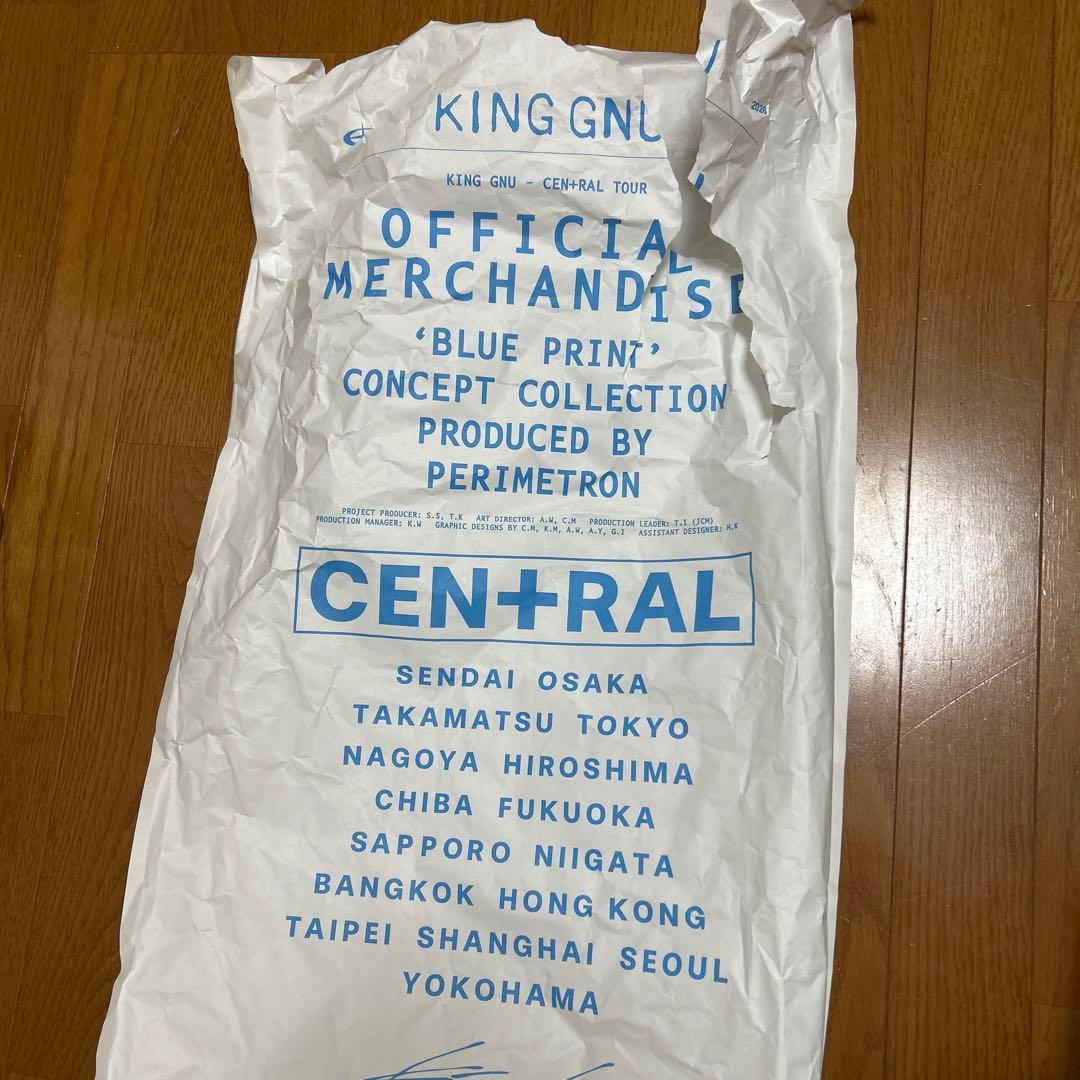 KING GNU
2026
KING GNU - CEN+RAL TOUR
OFFICIAL
MERCHANDISE
‘BLUE PRINT’
CONCEPT COLLECTION
PRODUCED BY
PERIMETRON
PROJECT PRODUCER: S.S, T.K ART DIRECTOR: A.W, C.M PRODUCTION LEADER: T.I (JCM)
PRODUCTION MANAGER: K.W GRAPHIC DESIGNS BY C.M, K.M, A.W, A.Y, G.I ASSISTANT DESIGNER: H.K
CEN+RAL
SENDAI OSAKA
TAKAMATSU TOKYO
NAGOYA HIROSHIMA
CHIBA FUKUOKA
SAPPORO NIIGATA
BANGKOK HONG KONG
TAIPEI SHANGHAI SEOUL
YOKOHAMA